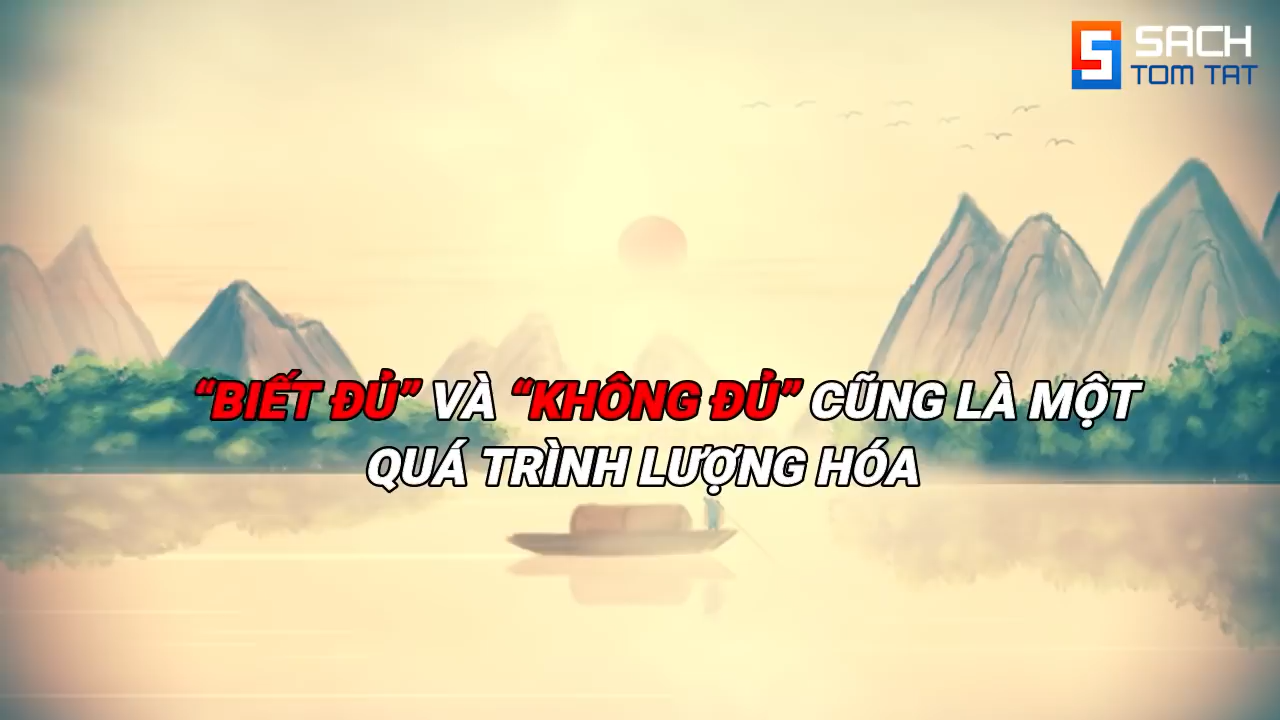 SACH
TOM TAT
“BIẾT ĐỦ” VÀ “KHÔNG ĐỦ” CŨNG LÀ MỘT
QUÁ TRÌNH LƯỢNG HÓA